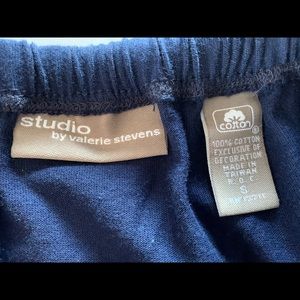 studio
by valerie stevens
cotton
®
100% COTTON
EXCLUSIVE OF
DECORATION
MADE IN
TAIWAN
R.O.C.
S